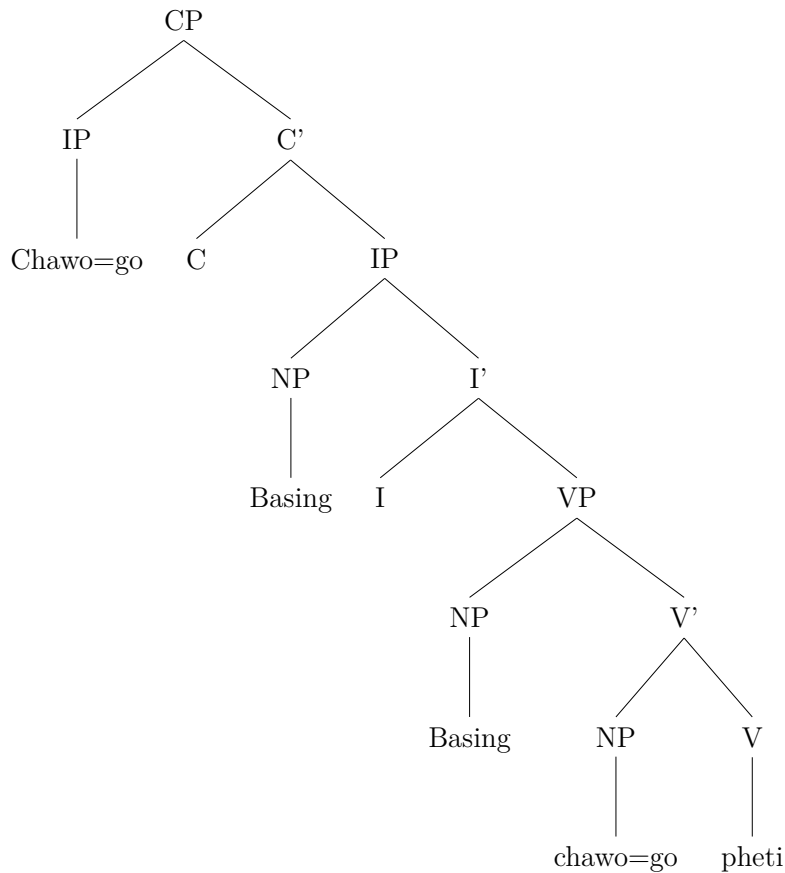 CP
IP C’
Chawo=go C IP
NP I’
Basing I VP
NP V’
Basing NP V
chawo=go pheti